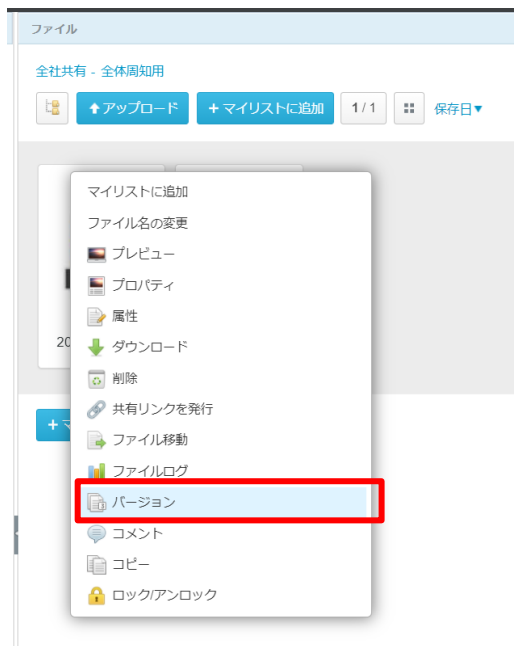 ファイル
全社共有 - 全体周知用
アップロード + マイリストに追加 1 / 1 保存日▼
マイリストに追加
ファイル名の変更
プレビュー
プロパティ
属性
20
ダウンロード
削除
共有リンクを発行
ファイル移動
+ マ
ファイルログ
バージョン
コメント
コピー
ロック/アンロック